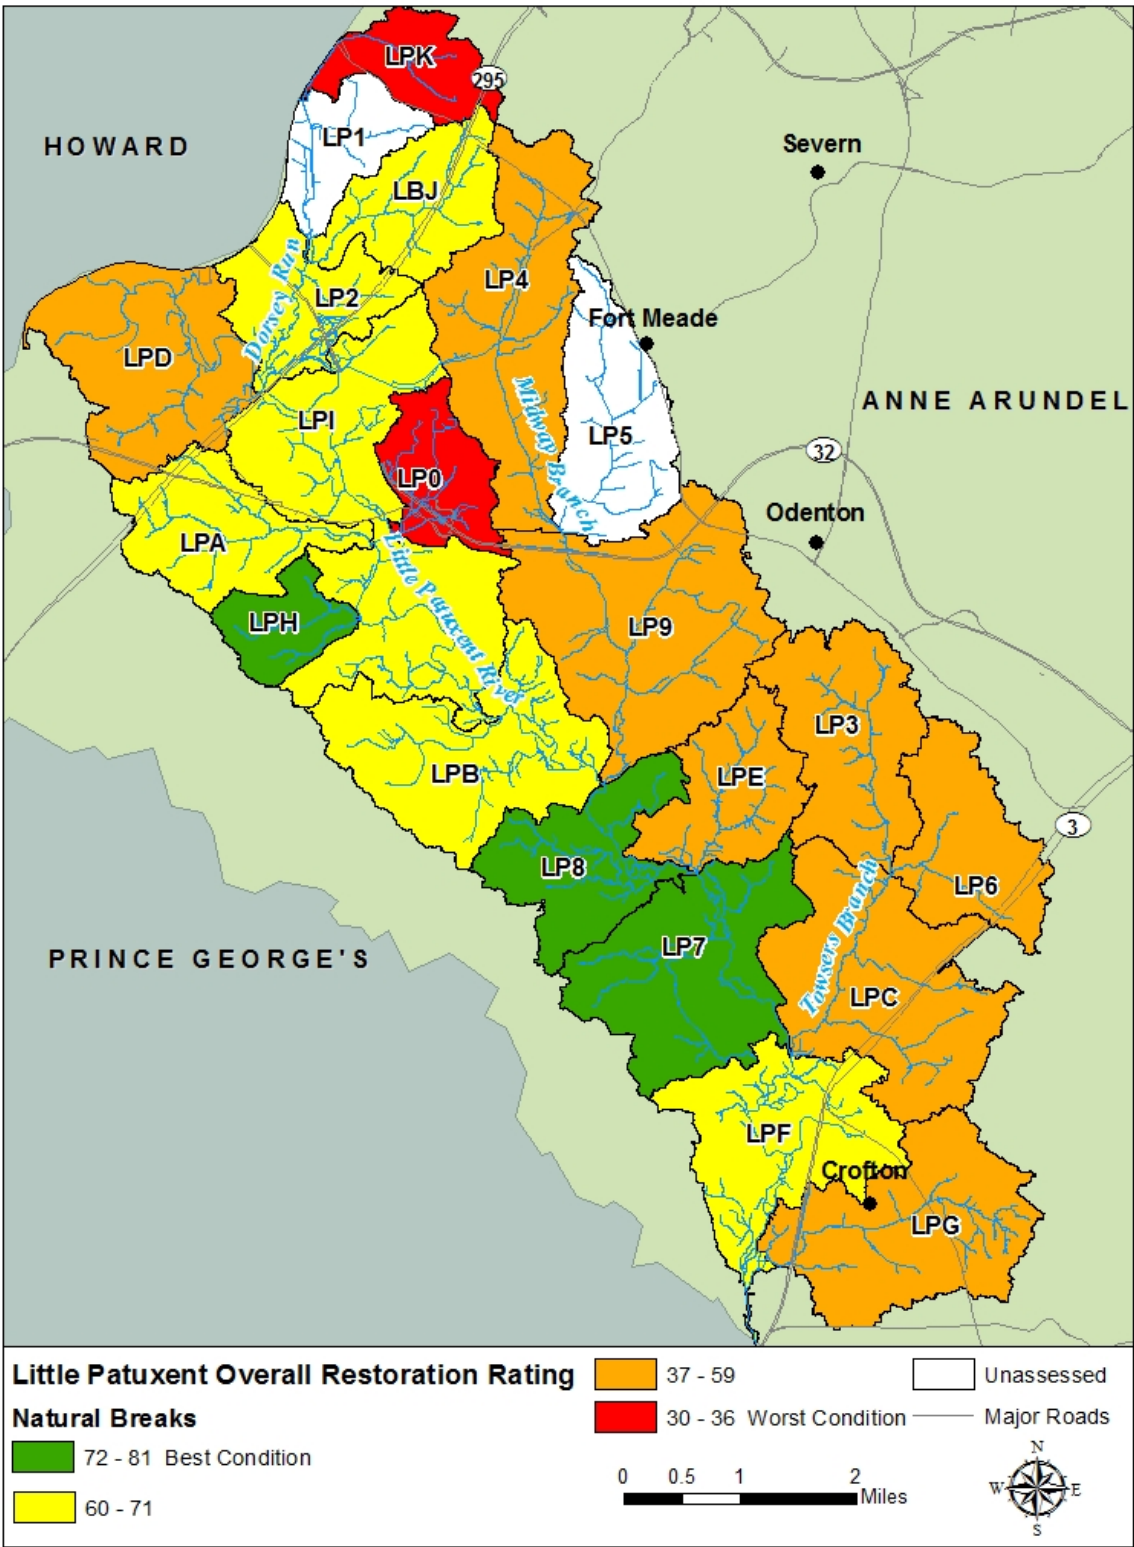 LPK
295
HOWARD
LP1
Severn
LBJ
Dorsey Run
LP4
LP2
Fort Meade
LPD
ANNE ARUNDEL
Midway Branch
LPI
LP5
32
LP0
Odenton
LPA
Little Patuxent River
LPH
LP9
LP3
LPB
LPE
3
LP8
LP6
Towsers Branch
LP7
PRINCE GEORGE'S
LPC
LPF
Crofton
LPG
Little Patuxent Overall Restoration Rating
Natural Breaks
72 - 81 Best Condition
60 - 71
37 - 59
30 - 36 Worst Condition
Unassessed
Major Roads
0 0.5 1 2
Miles
N
W E
S